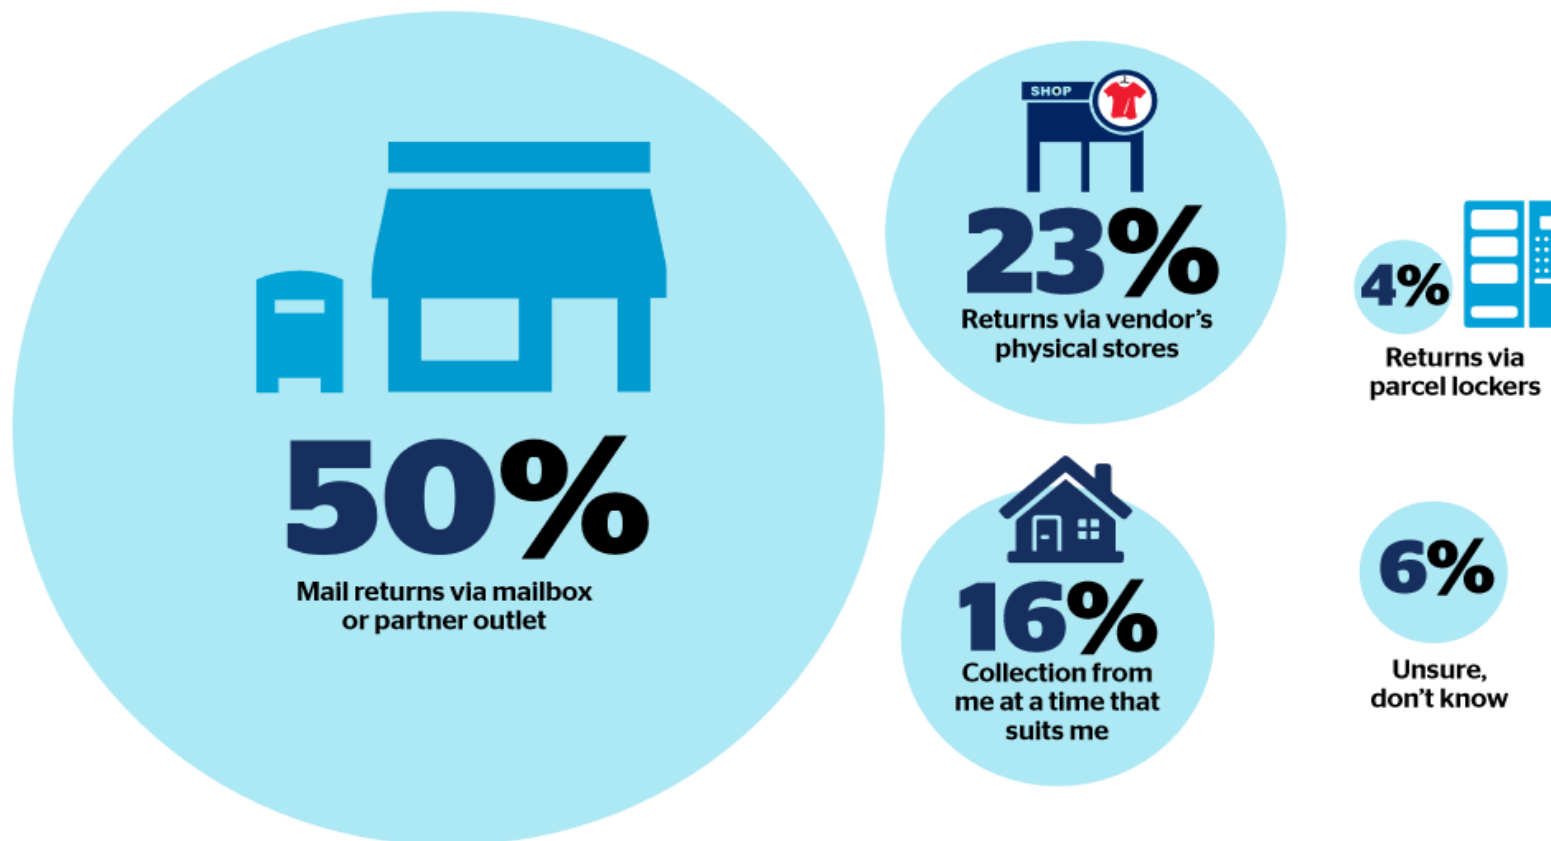 50%
Mail returns via mailbox
or partner outlet
SHOP
23%
Returns via vendor’s
physical stores
16%
Collection from
me at a time that
suits me
4%
Returns via
parcel lockers
6%
Unsure,
don’t know